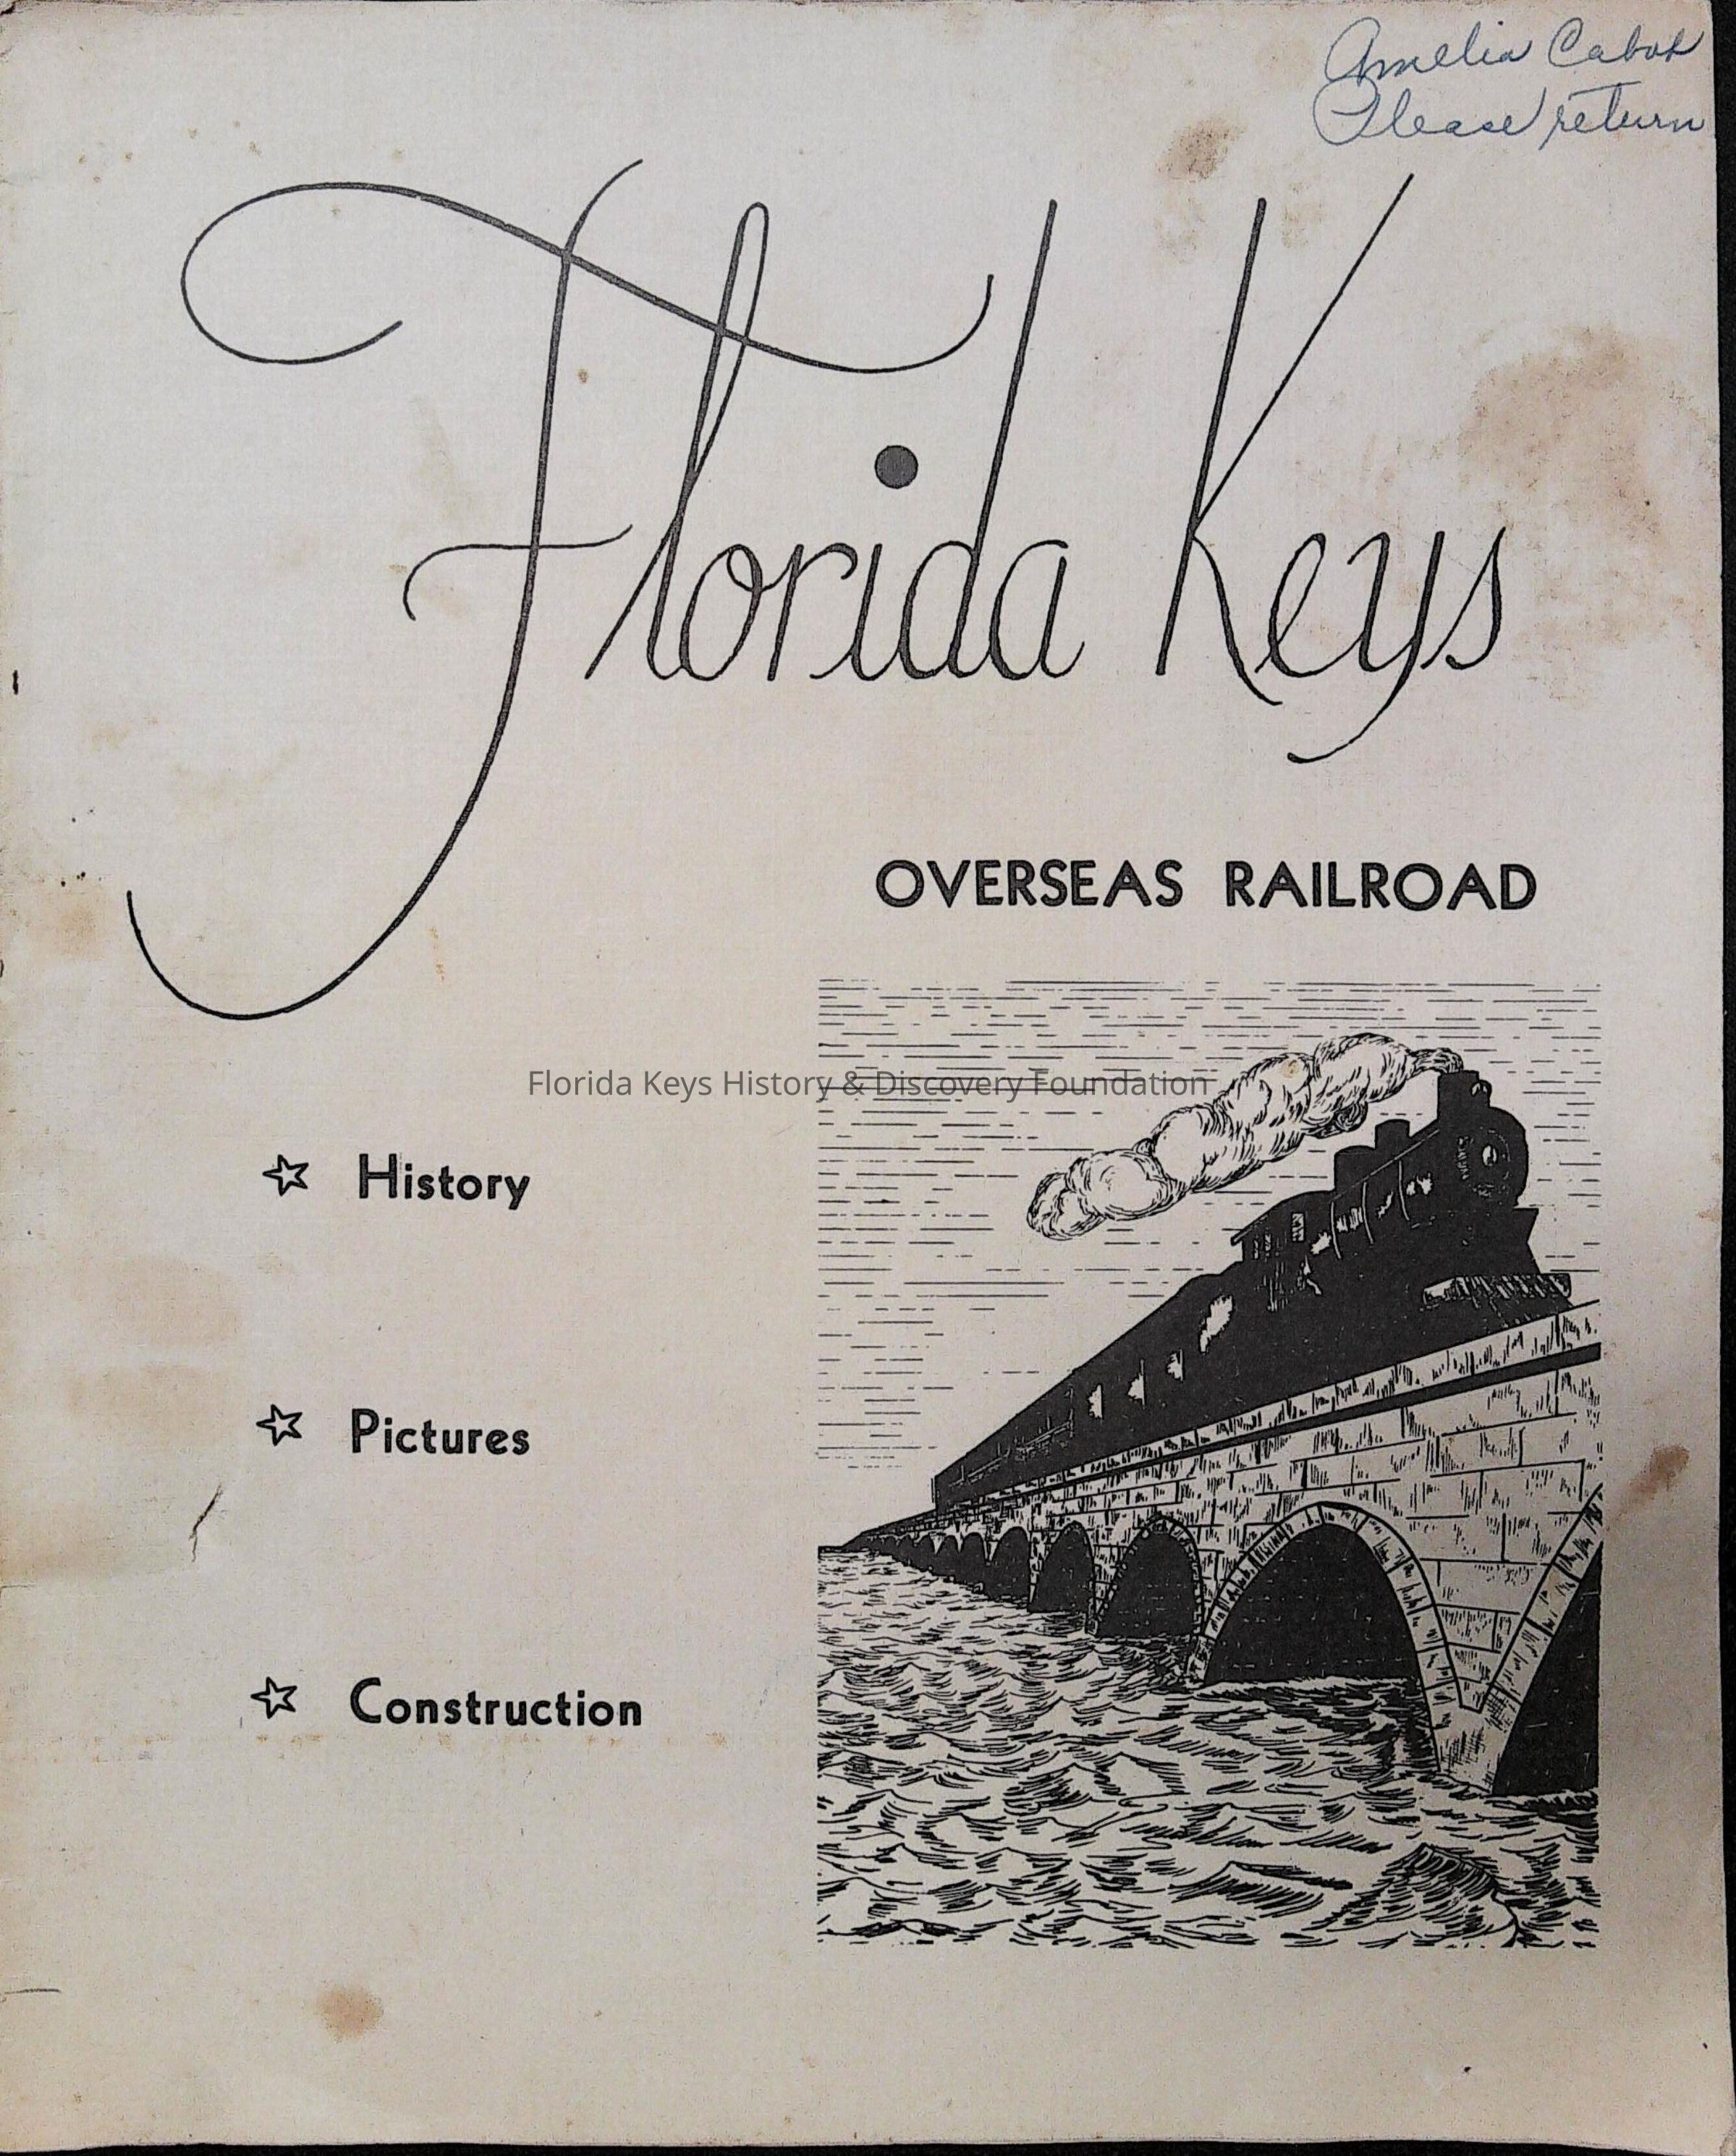 Amelia Cabot
Please return
Florida Keys
OVERSEAS RAILROAD
Florida Keys History & Discovery Foundation
☆ History
☆ Pictures
☆ Construction